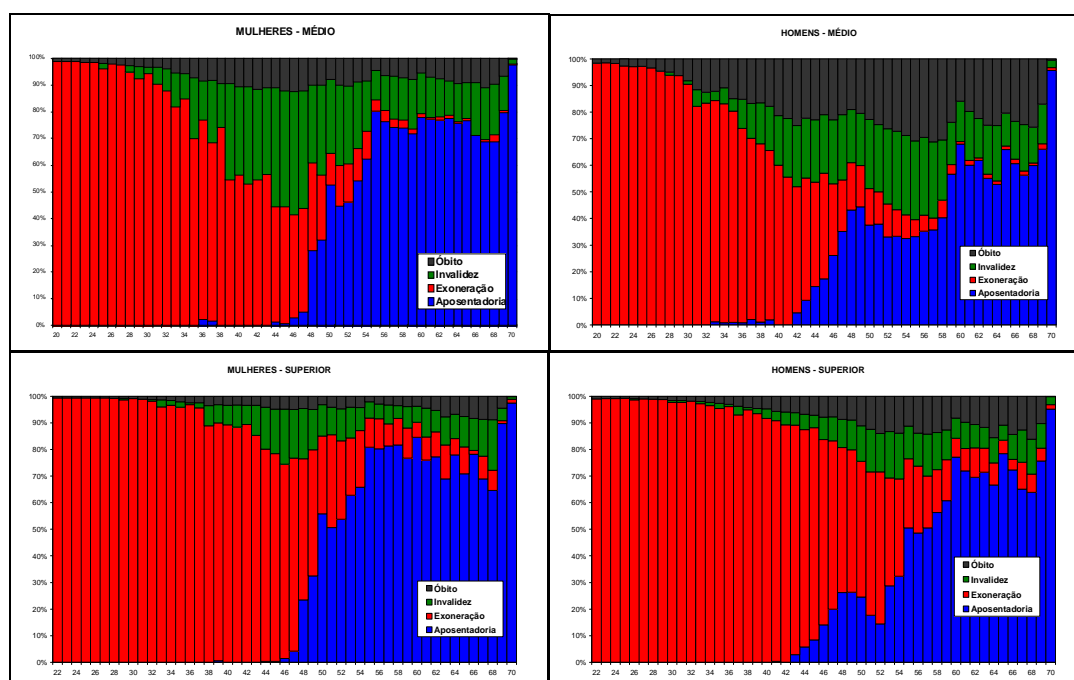 MULHERES - MÉDIO
100%
90%
80%
70%
60%
50%
40%
30%
20%
10%
0%
Óbito
Invalidez
Exoneração
Aposentadoria
20 22 24 26 28 30 32 34 36 38 40 42 44 46 48 50 52 54 56 58 60 62 64 66 68 70
HOMENS - MÉDIO
100%
90%
80%
70%
60%
50%
40%
30%
20%
10%
0%
Óbito
Invalidez
Exoneração
Aposentadoria
20 22 24 26 28 30 32 34 36 38 40 42 44 46 48 50 52 54 56 58 60 62 64 66 68 70
MULHERES - SUPERIOR
100%
90%
80%
70%
60%
50%
40%
30%
20%
10%
0%
Óbito
Invalidez
Exoneração
Aposentadoria
22 24 26 28 30 32 34 36 38 40 42 44 46 48 50 52 54 56 58 60 62 64 66 68 70
HOMENS - SUPERIOR
100%
90%
80%
70%
60%
50%
40%
30%
20%
10%
0%
Óbito
Invalidez
Exoneração
Aposentadoria
22 24 26 28 30 32 34 36 38 40 42 44 46 48 50 52 54 56 58 60 62 64 66 68 70